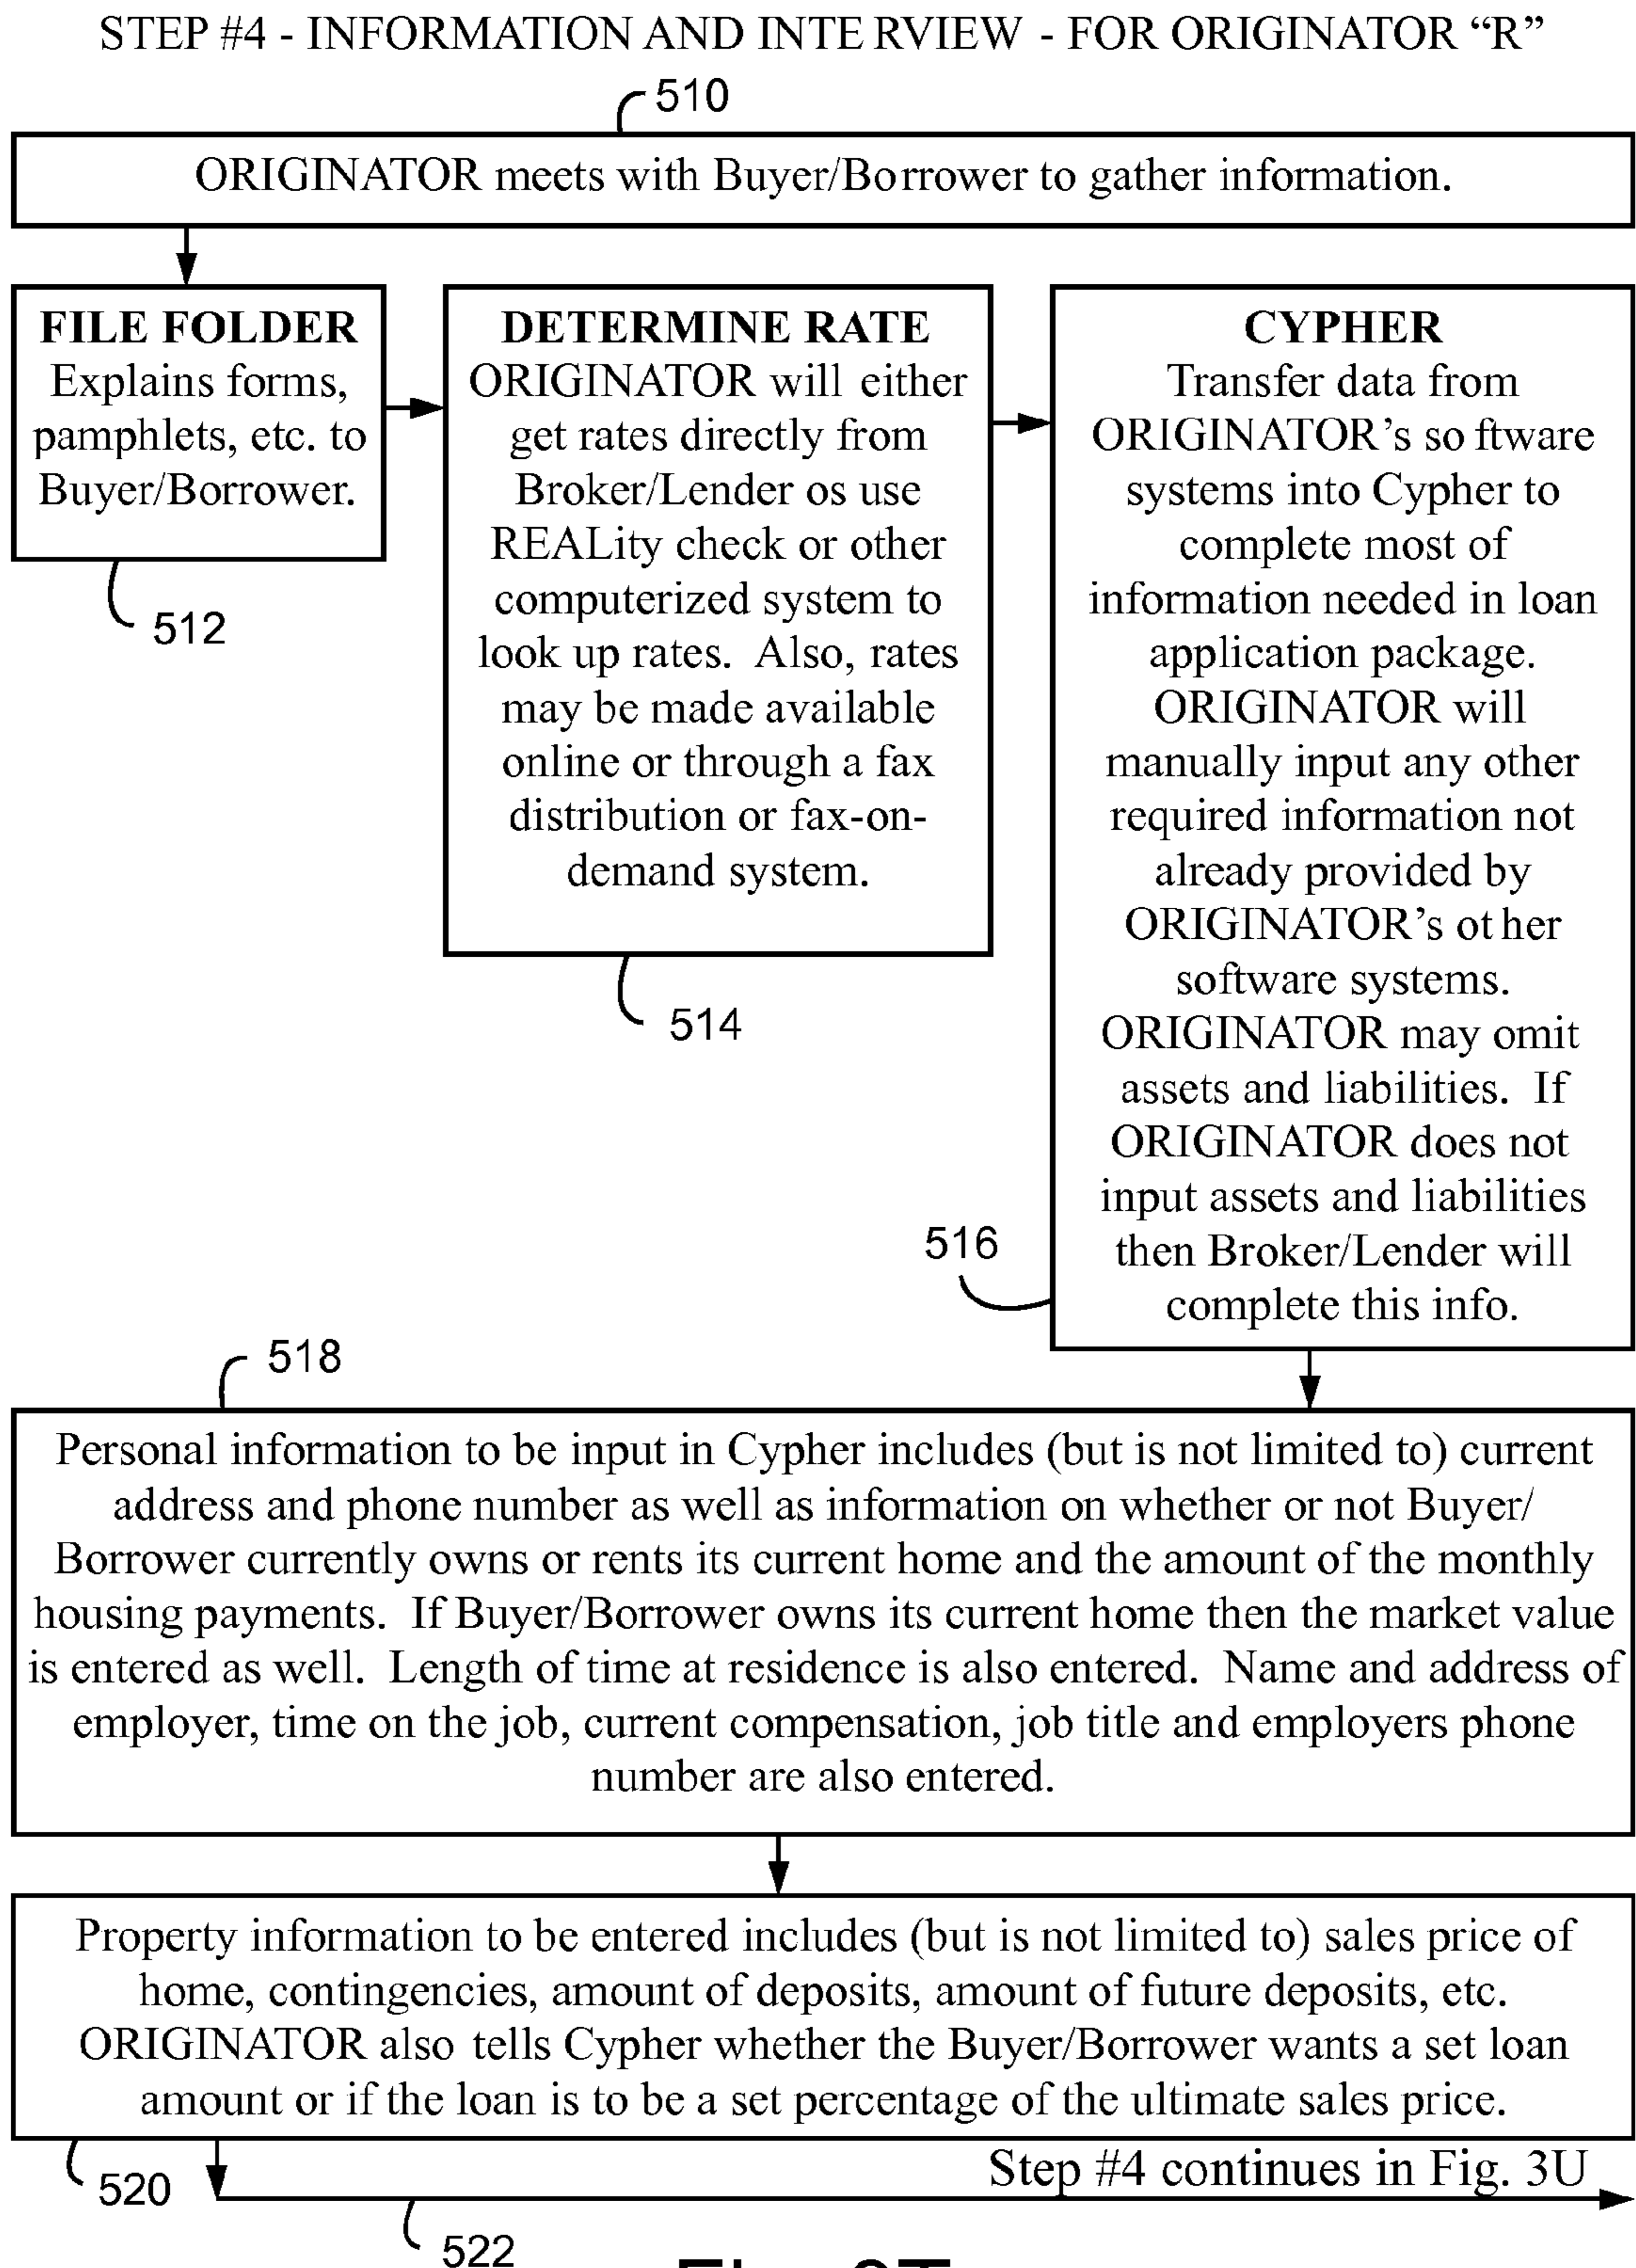 STEP #4 - INFORMATION AND INTE RVIEW - FOR ORIGINATOR “R”
510
ORIGINATOR meets with Buyer/Borrower to gather information.
FILE FOLDER
Explains forms,
pamphlets, etc. to
Buyer/Borrower.
512
DETERMINE RATE
ORIGINATOR will either
get rates directly from
Broker/Lender os use
REALity check or other
computerized system to
look up rates. Also, rates
may be made available
online or through a fax
distribution or fax-on-
demand system.
514
CYPHER
Transfer data from
ORIGINATOR’s so ftware
systems into Cypher to
complete most of
information needed in loan
application package.
ORIGINATOR will
manually input any other
required information not
already provided by
ORIGINATOR’s ot her
software systems.
ORIGINATOR may omit
assets and liabilities. If
ORIGINATOR does not
input assets and liabilities
then Broker/Lender will
complete this info.
516
518
Personal information to be input in Cypher includes (but is not limited to) current
address and phone number as well as information on whether or not Buyer/
Borrower currently owns or rents its current home and the amount of the monthly
housing payments. If Buyer/Borrower owns its current home then the market value
is entered as well. Length of time at residence is also entered. Name and address of
employer, time on the job, current compensation, job title and employers phone
number are also entered.
Property information to be entered includes (but is not limited to) sales price of
home, contingencies, amount of deposits, amount of future deposits, etc.
ORIGINATOR also tells Cypher whether the Buyer/Borrower wants a set loan
amount or if the loan is to be a set percentage of the ultimate sales price.
520
Step #4 continues in Fig. 3U
522